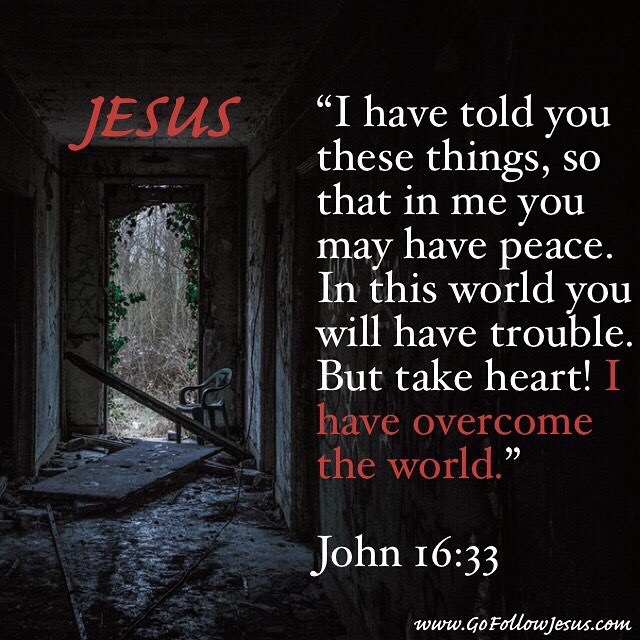 JESUS
“I have told you
these things, so
that in me you
may have peace.
In this world you
will have trouble.
But take heart! I
have overcome
the world.”
John 16:33
www.GoFollowJesus.com